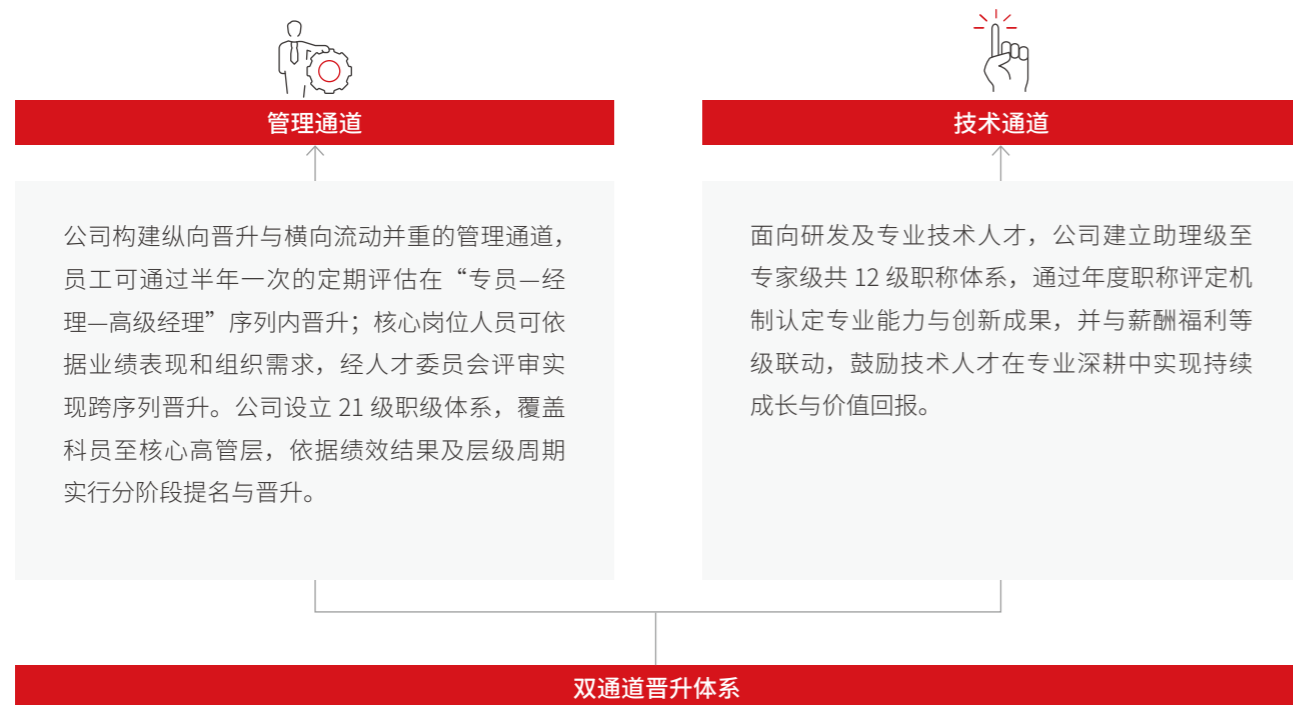 管理通道
公司构建纵向晋升与横向流动并重的管理通道，
员工可通过半年一次的定期评估在“专员—经
理—高级经理”序列内晋升；核心岗位人员可依
据业绩表现和组织需求，经人才委员会评审实
现跨序列晋升。公司设立 21 级职级体系，覆盖
科员至核心高管层，依据绩效结果及层级周期
实行分阶段提名与晋升。
技术通道
面向研发及专业技术人才，公司建立助理级至
专家级共 12 级职称体系，通过年度职称评定机
制认定专业能力与创新成果，并与薪酬福利等
级联动，鼓励技术人才在专业深耕中实现持续
成长与价值回报。
双通道晋升体系